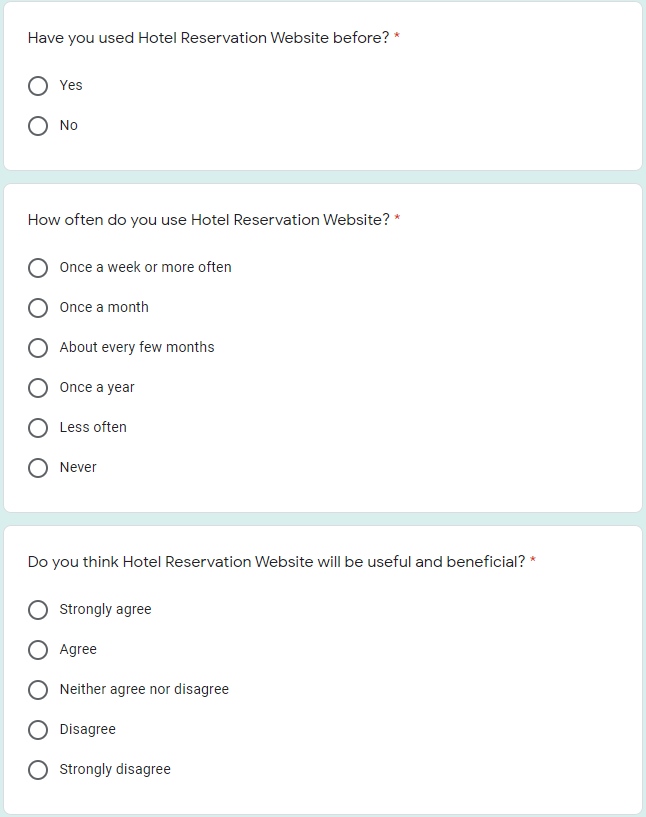 Have you used Hotel Reservation Website before? *
Yes
No
How often do you use Hotel Reservation Website? *
Once a week or more often
Once a month
About every few months
Once a year
Less often
Never
Do you think Hotel Reservation Website will be useful and beneficial? *
Strongly agree
Agree
Neither agree nor disagree
Disagree
Strongly disagree